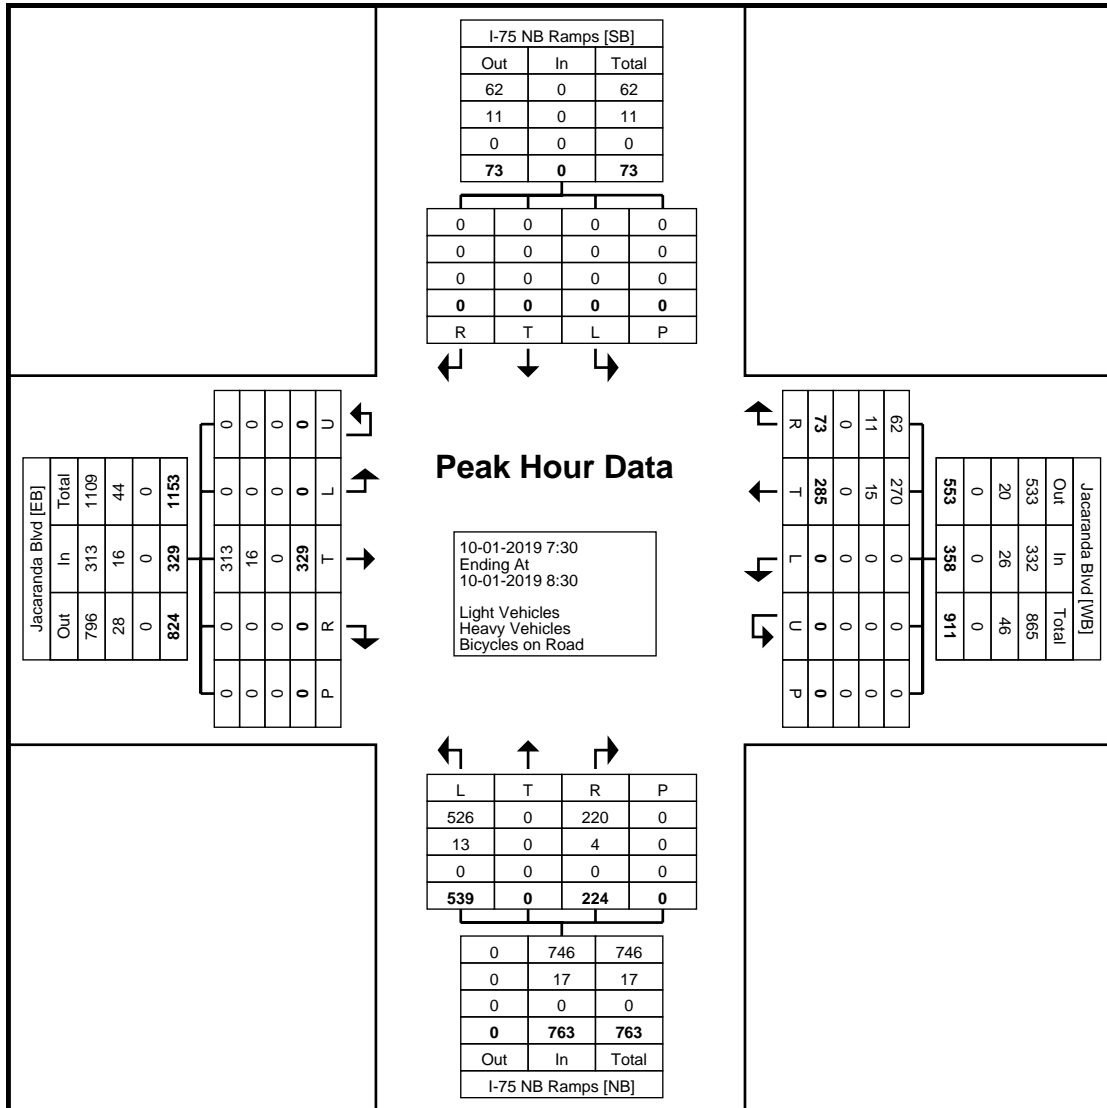 I-75 NB Ramps [SB]
Out In Total
62 0 62
11 0 11
0 0 0
73 0 73
0 0 0 0
0 0 0 0
0 0 0 0
0 0 0 0
R T L P
Jacaranda Blvd [EB]
Total 1109 44 0 1153
In 313 16 0 329
Out 796 28 0 824
0 0 0 0 U
0 0 0 0 L
313 16 0 329 T
0 0 0 0 R
0 0 0 0 P
Peak Hour Data
10-01-2019 7:30
Ending At
10-01-2019 8:30
Light Vehicles
Heavy Vehicles
Bicycles on Road
R 73 0 11 62
T 285 0 15 270
L 0 0 0 0
U 0 0 0 0
P 0 0 0 0
Jacaranda Blvd [WB]
Out In Total
533 332 865
20 26 46
0 0 0
553 358 911
L T R P
526 0 220 0
13 0 4 0
0 0 0 0
539 0 224 0
0 746 746
0 17 17
0 0 0
0 763 763
Out In Total
I-75 NB Ramps [NB]